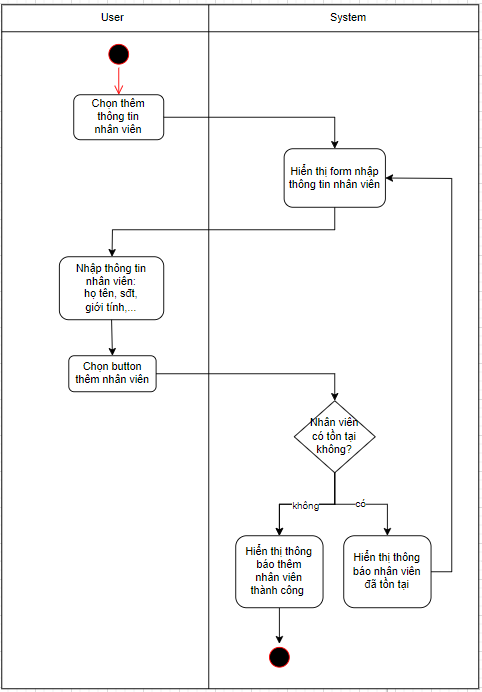 User
System
Chọn thêm
thông tin
nhân viên
Hiển thị form nhập
thông tin nhân viên
Nhập thông tin
nhân viên:
họ tên, sđt,
giới tính,...
Chọn button
thêm nhân viên
Nhân viên
có tồn tại
không?
không
có
Hiển thị thông
báo thêm
nhân viên
thành công
Hiển thị thông
báo nhân viên
đã tồn tại